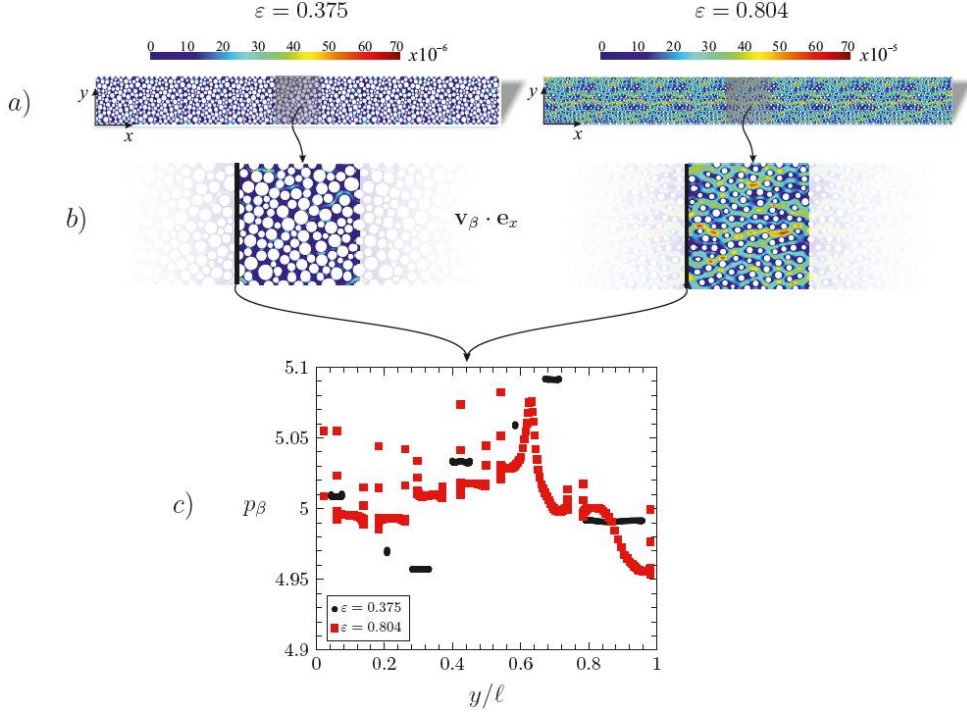 ε = 0.375
ε = 0.804
0 10 20 30 40 50 60 70 x10⁻⁶
0 10 20 30 40 50 60 70 x10⁻⁵
a)
y
x
y
x
b)
v_β · e_x
c)
p_β
5.1
5.05
5
4.95
4.9
ε = 0.375
ε = 0.804
0 0.2 0.4 0.6 0.8 1
y/ℓ